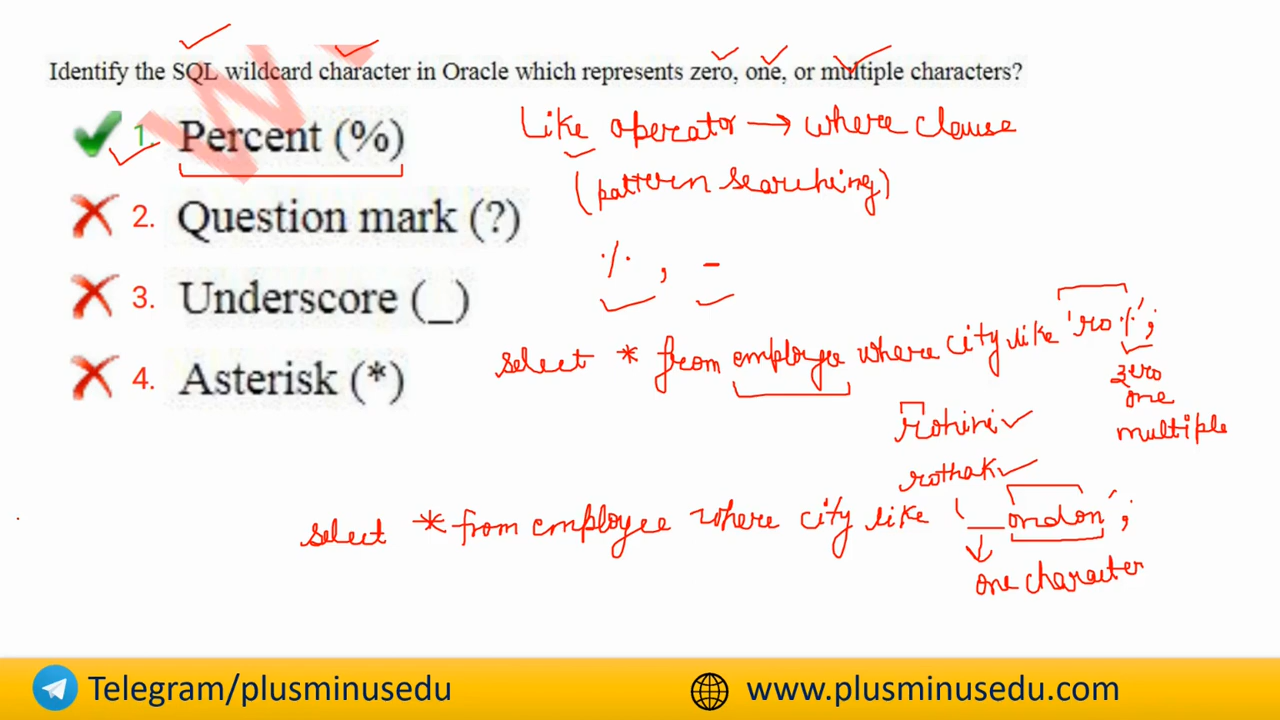 Identify the SQL wildcard character in Oracle which represents zero, one, or multiple characters?
1. Percent (%)
2. Question mark (?)
3. Underscore (_)
4. Asterisk (*)
Like operator → where clause
(pattern searching)
%, _
select * from employee where city like 'ro%';
zero
one
multiple
rohini
rothak
select * from employee where city like '_ondon';
one character
Telegram/plusminusedu
www.plusminusedu.com